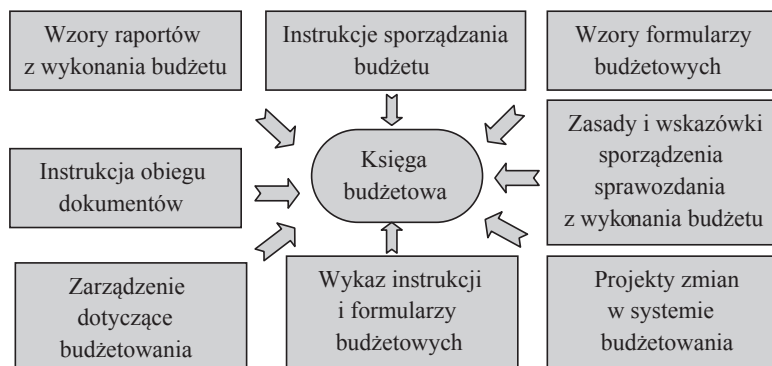 Wzory raportów
z wykonania budżetu
Instrukcje sporządzania
budżetu
Wzory formularzy
budżetowych
Instrukcja obiegu
dokumentów
Księga
budżetowa
Zasady i wskazówki
sporządzenia
sprawozdania
z wykonania budżetu
Zarządzenie
dotyczące
budżetowania
Wykaz instrukcji
i formularzy
budżetowych
Projekty zmian
w systemie
budżetowania